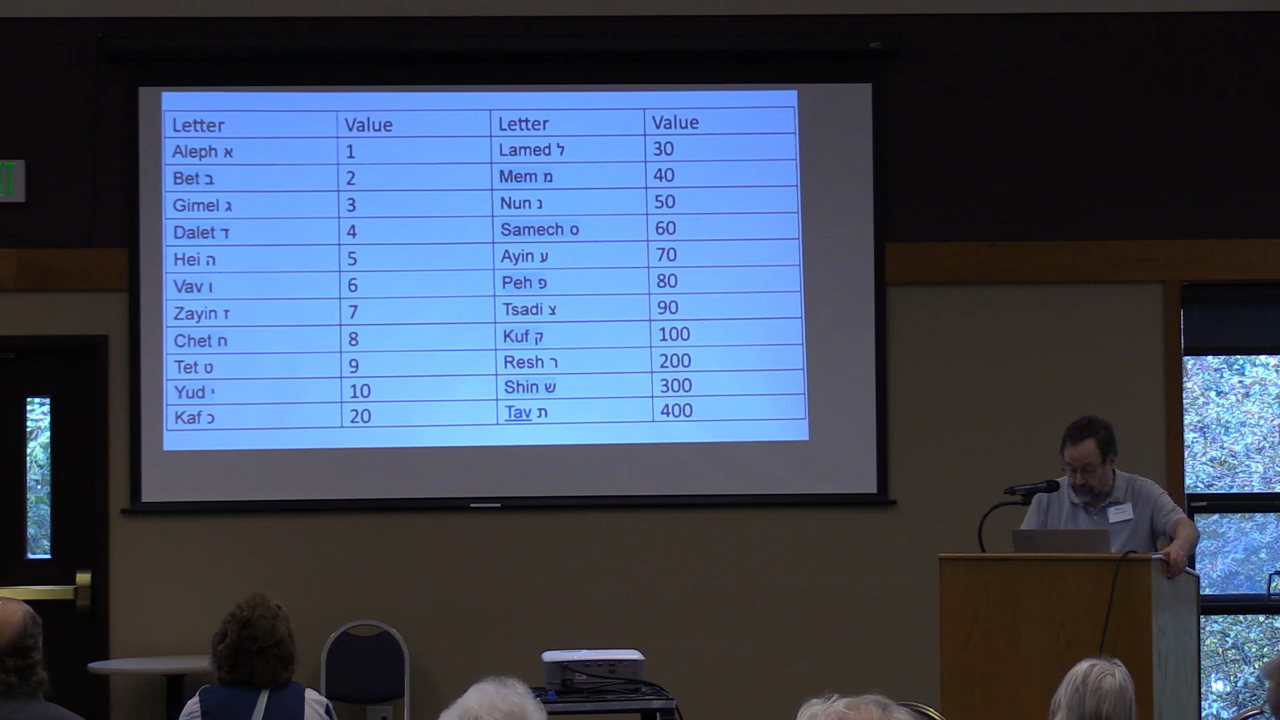 Letter Value Letter Value
Aleph א 1 Lamed ל 30
Bet ב 2 Mem מ 40
Gimel ג 3 Nun נ 50
Dalet ד 4 Samech ס 60
Hei ה 5 Ayin ע 70
Vav ו 6 Peh פ 80
Zayin ז 7 Tsadi צ 90
Chet ח 8 Kuf ק 100
Tet ט 9 Resh ר 200
Yud י 10 Shin ש 300
Kaf כ 20 Tav ת 400